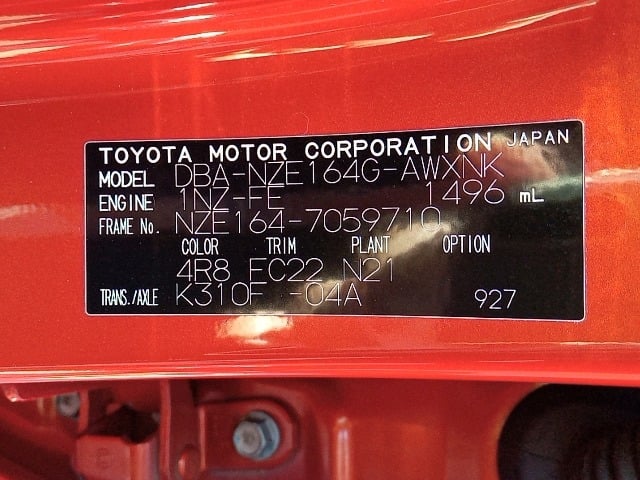 TOYOTA MOTOR CORPORATION JAPAN
MODEL DBA-NZE164G-AWXNK
ENGINE 1NZ-FE 1496 mL
FRAME No. NZE164-7059710
COLOR TRIM PLANT OPTION
4R8 FC22 N21
TRANS./AXLE K310F -04A 927